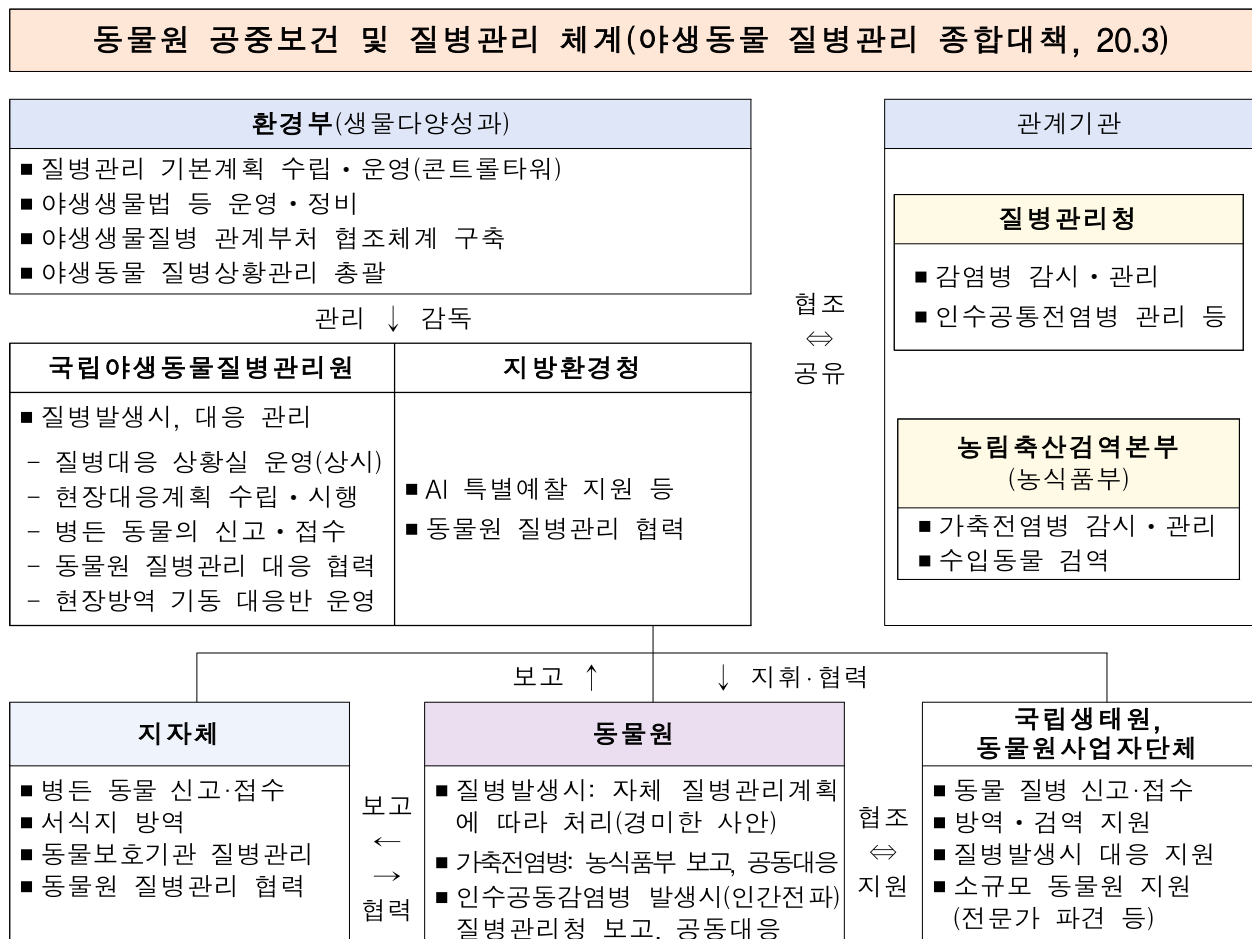 동물원 공중보건 및 질병관리 체계(야생동물 질병관리 종합대책, 20.3)
환경부(생물다양성과)
■ 질병관리 기본계획 수립・운영(콘트롤타워)
■ 야생생물법 등 운영・정비
■ 야생생물질병 관계부처 협조체계 구축
■ 야생동물 질병상황관리 총괄
관리 ↓ 감독
국립야생동물질병관리원
■ 질병발생시, 대응 관리
– 질병대응 상황실 운영(상시)
– 현장대응계획 수립・시행
– 병든 동물의 신고・접수
– 동물원 질병관리 대응 협력
– 현장방역 기동 대응반 운영
지방환경청
■ AI 특별예찰 지원 등
■ 동물원 질병관리 협력
협조
⇔
공유
관계기관
질병관리청
■ 감염병 감시・관리
■ 인수공통전염병 관리 등
농림축산검역본부
(농식품부)
■ 가축전염병 감시・관리
■ 수입동물 검역
보고 ↑ ↓ 지휘·협력
지자체
■ 병든 동물 신고·접수
■ 서식지 방역
■ 동물보호기관 질병관리
■ 동물원 질병관리 협력
보고
←
→
협력
동물원
■ 질병발생시: 자체 질병관리계획
에 따라 처리(경미한 사안)
■ 가축전염병: 농식품부 보고, 공동대응
■ 인수공동감염병 발생시(인간전파)
질병관리청 보고, 공동대응
협조
⇔
지원
국립생태원,
동물원사업자단체
■ 동물 질병 신고·접수
■ 방역・검역 지원
■ 질병발생시 대응 지원
■ 소규모 동물원 지원
(전문가 파견 등)